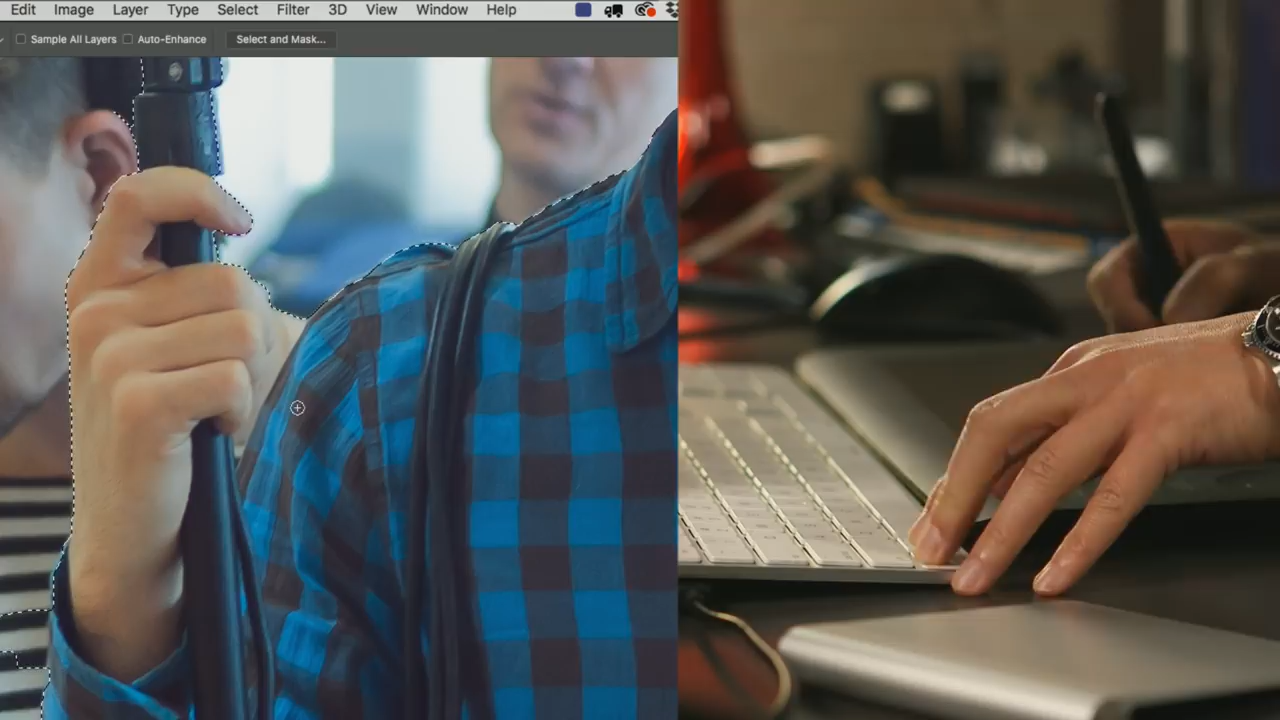 Edit Image Layer Type Select Filter 3D View Window Help
Sample All Layers Auto-Enhance Select and Mask...